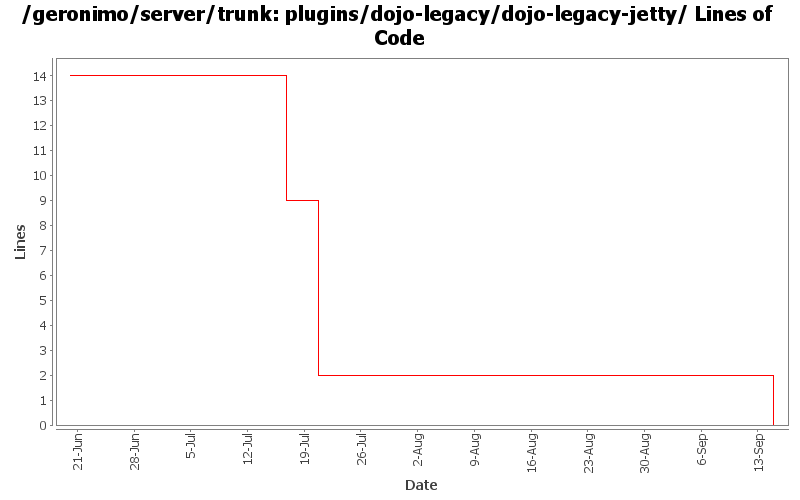 /geronimo/server/trunk: plugins/dojo-legacy/dojo-legacy-jetty/ Lines of
Code
14
13
12
11
10
9
8
7
6
5
4
3
2
1
0
Lines
21-Jun
28-Jun
5-Jul
12-Jul
19-Jul
26-Jul
2-Aug
9-Aug
16-Aug
23-Aug
30-Aug
6-Sep
13-Sep
Date